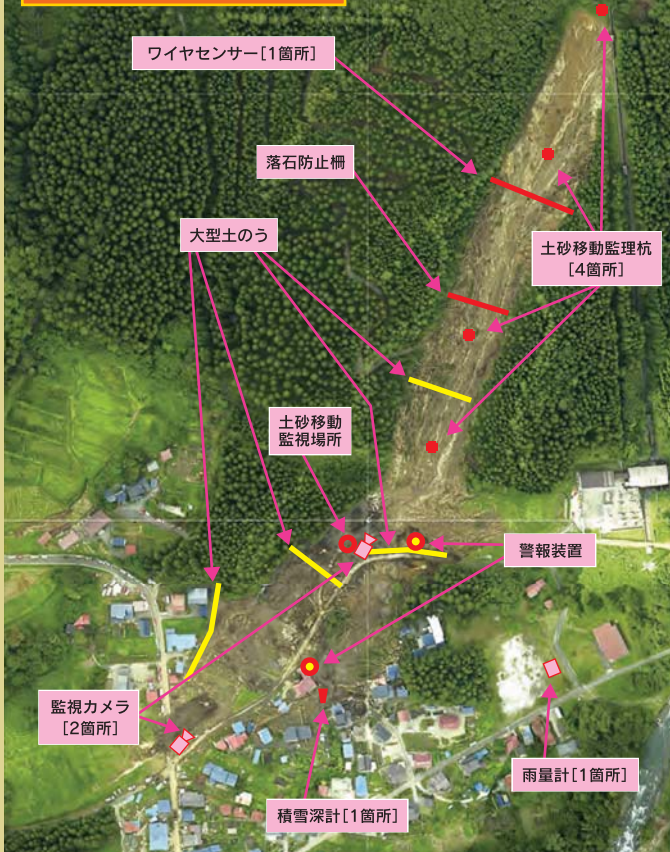 ワイヤセンサー[1箇所]
落石防止柵
大型土のう
土砂移動監理杭
[4箇所]
土砂移動
監視場所
警報装置
監視カメラ
[2箇所]
雨量計[1箇所]
積雪深計[1箇所]